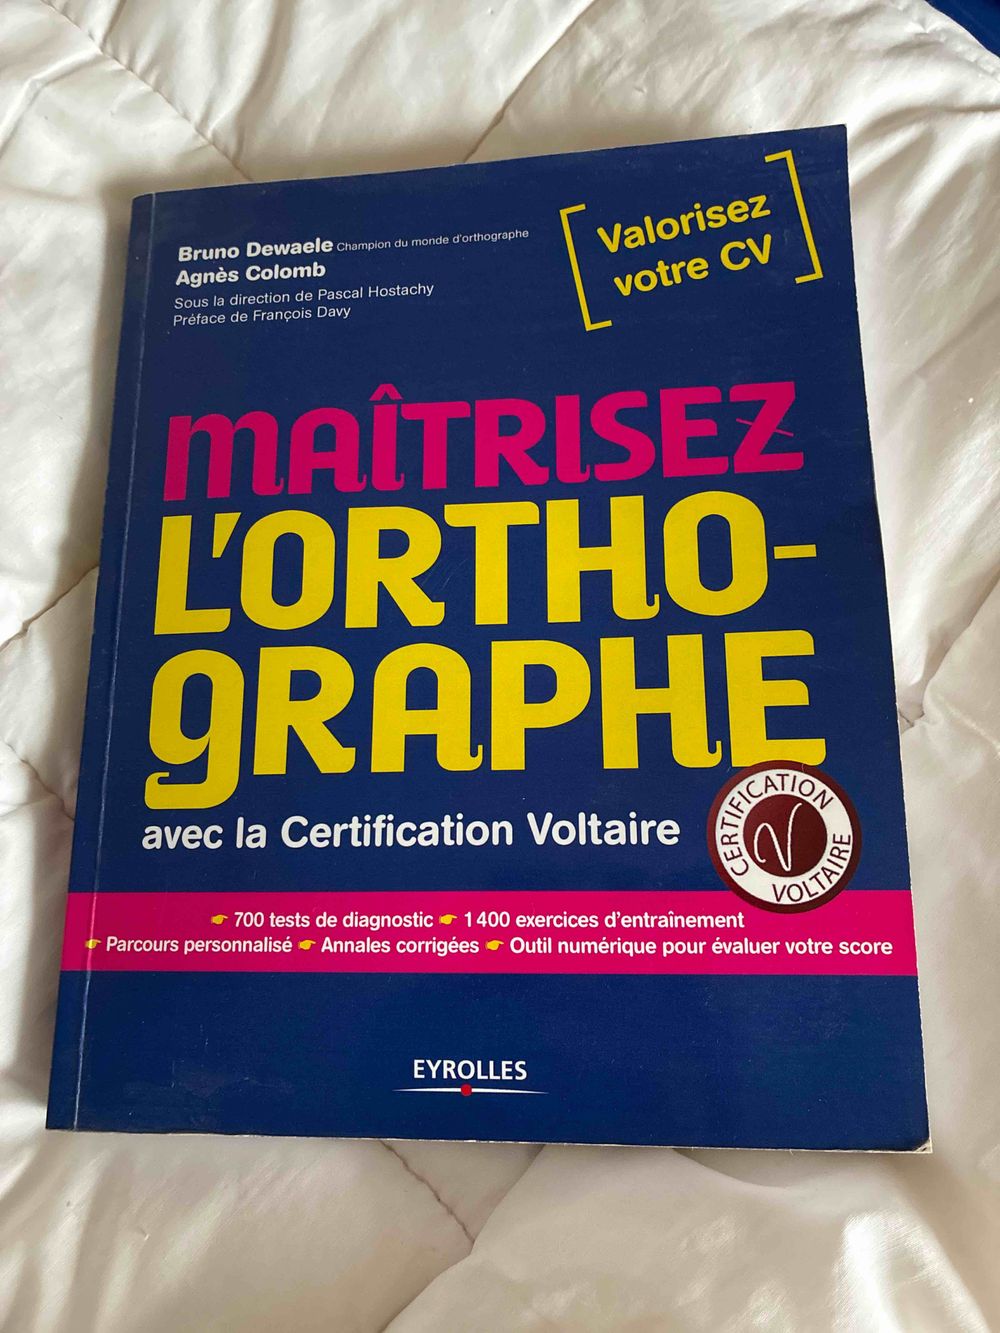 Bruno Dewaele Champion du monde d'orthographe
Agnès Colomb
Sous la direction de Pascal Hostachy
Préface de François Davy
Valorisez
votre CV
MAÎTRISEZ
L'ORTHO-
GRAPHE
avec la Certification Voltaire
CERTIFICATION
V
VOLTAIRE
700 tests de diagnostic 1 400 exercices d'entraînement
Parcours personnalisé Annales corrigées Outil numérique pour évaluer votre score
EYROLLES